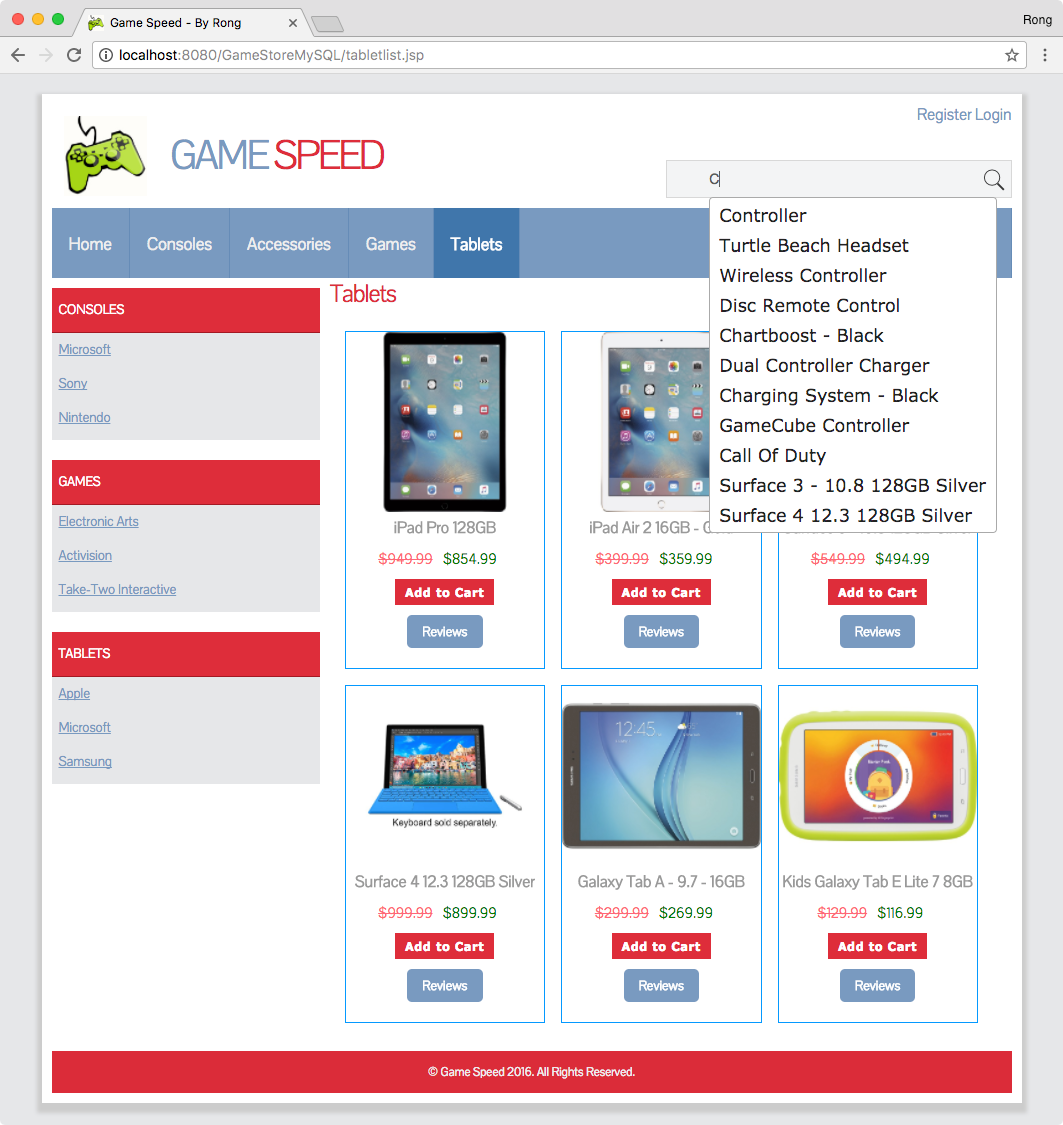 Game Speed - By Rong
Rong
localhost:8080/GameStoreMySQL/tabletlist.jsp
Register Login
GAME SPEED
C
Home Consoles Accessories Games Tablets
Controller
Turtle Beach Headset
Wireless Controller
Disc Remote Control
Chartboost - Black
Dual Controller Charger
Charging System - Black
GameCube Controller
Call Of Duty
Surface 3 - 10.8 128GB Silver
Surface 4 12.3 128GB Silver
CONSOLES
Microsoft
Sony
Nintendo
GAMES
Electronic Arts
Activision
Take-Two Interactive
TABLETS
Apple
Microsoft
Samsung
Tablets
iPad Pro 128GB
$949.99 $854.99
Add to Cart
Reviews
iPad Air 2 16GB -
$399.99 $359.99
Add to Cart
Reviews
$549.99 $494.99
Add to Cart
Reviews
Keyboard sold separately.
Surface 4 12.3 128GB Silver
$999.99 $899.99
Add to Cart
Reviews
12:45
Galaxy Tab A - 9.7 - 16GB
$299.99 $269.99
Add to Cart
Reviews
Kids Galaxy Tab E Lite 7 8GB
$129.99 $116.99
Add to Cart
Reviews
© Game Speed 2016. All Rights Reserved.